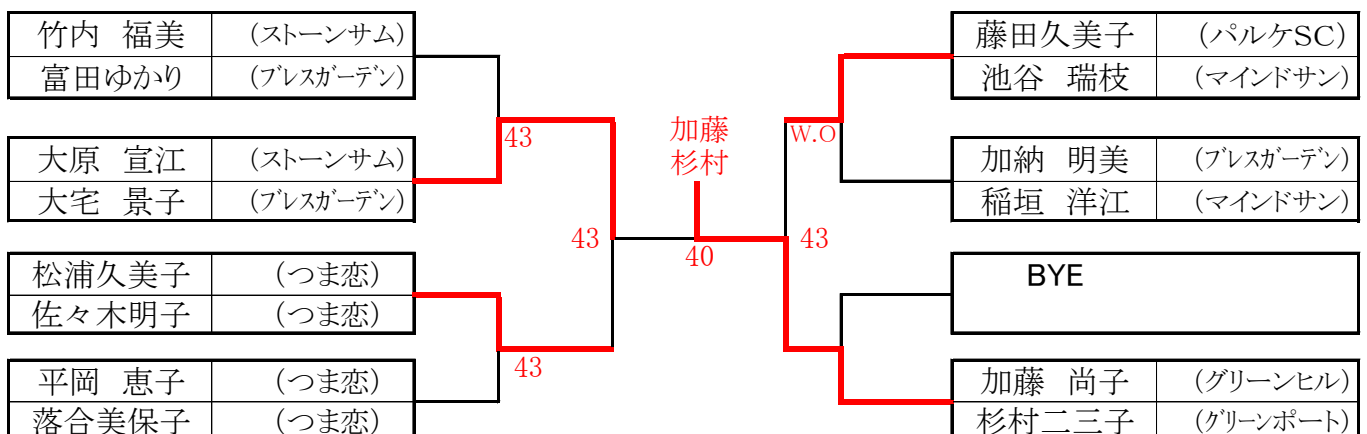 竹内 福美 (ストーンサム)
富田ゆかり (ブレスガーデン)
大原 宣江 (ストーンサム)
大宅 景子 (ブレスガーデン)
松浦久美子 (つま恋)
佐々木明子 (つま恋)
平岡 恵子 (つま恋)
落合美保子 (つま恋)
43
43
43
加藤
杉村
40
W.O
43
藤田久美子 (パルケSC)
池谷 瑞枝 (マインドサン)
加納 明美 (ブレスガーデン)
稲垣 洋江 (マインドサン)
BYE
加藤 尚子 (グリーンヒル)
杉村二三子 (グリーンポート)